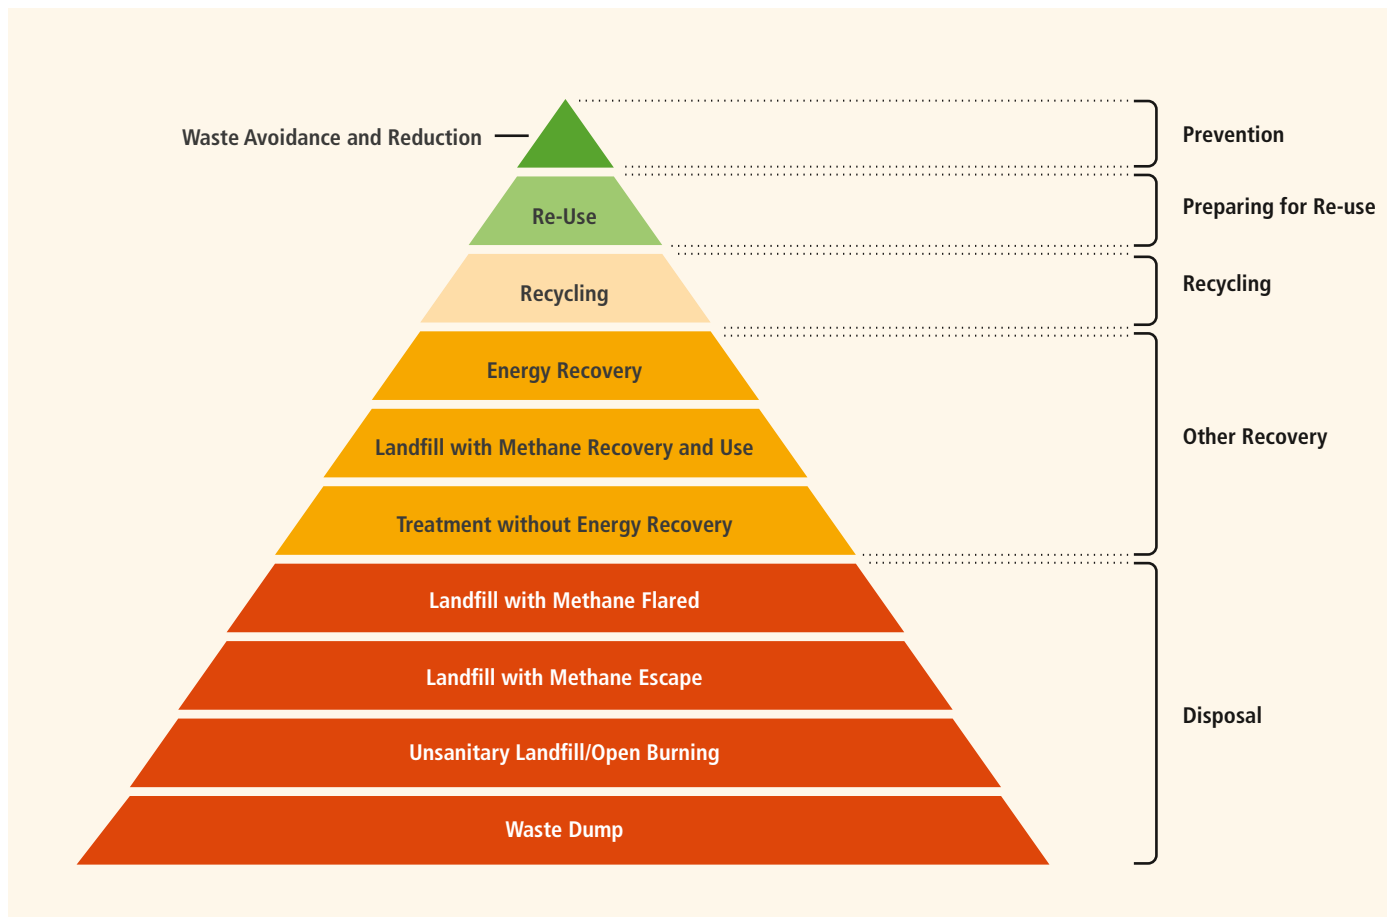 Waste Avoidance and Reduction
Prevention
Re-Use
Preparing for Re-use
Recycling
Recycling
Energy Recovery
Landfill with Methane Recovery and Use
Other Recovery
Treatment without Energy Recovery
Landfill with Methane Flared
Landfill with Methane Escape
Disposal
Unsanitary Landfill/Open Burning
Waste Dump